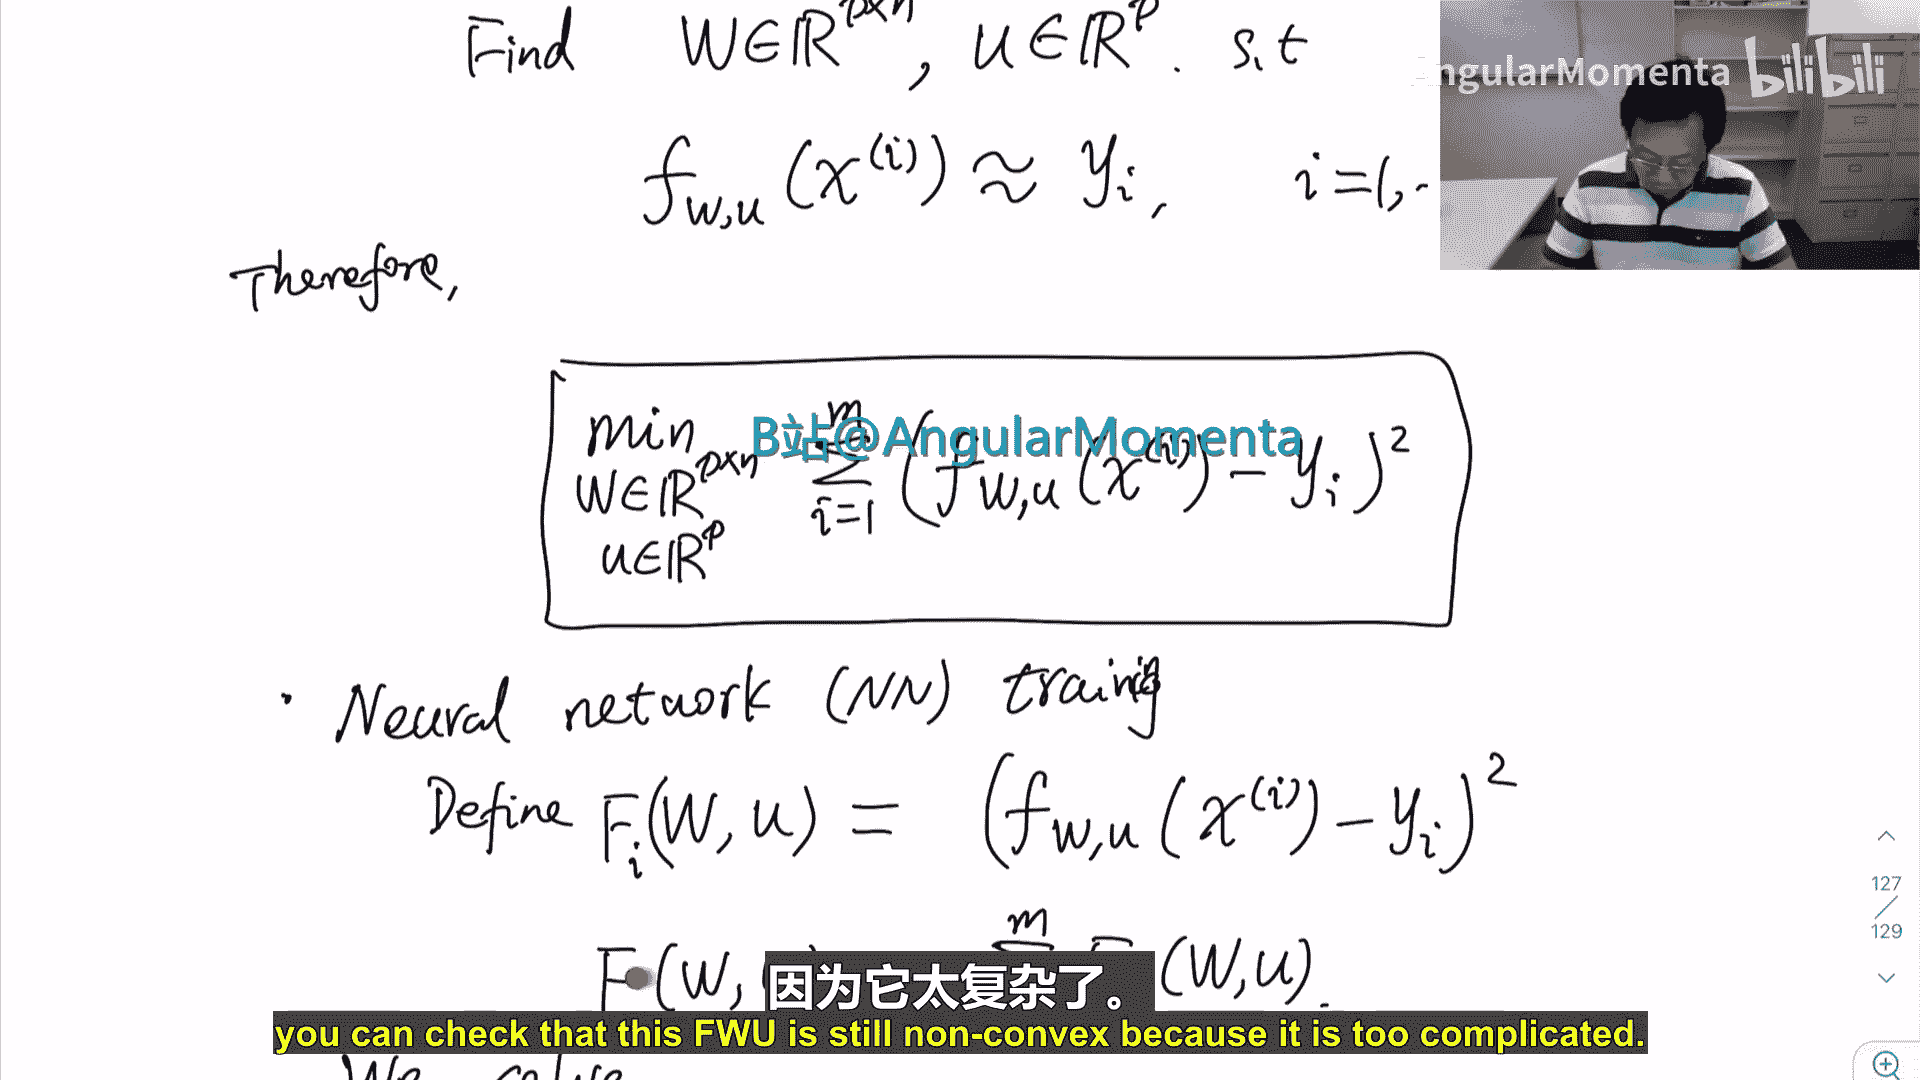 Find W∈ℝ^{p×n}, u∈ℝ^p. s.t
f_{W,u}(x^{(i)}) ≈ y_i, i=1,
AngularMomenta bilibili
Therefore,
min_{W∈ℝ^{p×n} u∈ℝ^p} ∑_{i=1}^{m} (f_{W,u}(x^{(i)}) − y_i)^2
B站@AngularMomenta
· Neural network (NN) training
Define F_i(W, u) = (f_{W,u}(x^{(i)}) − y_i)^2
F(W, (W,u).
127
/
129
因为它太复杂了。
you can check that this FWU is still non-convex because it is too complicated.